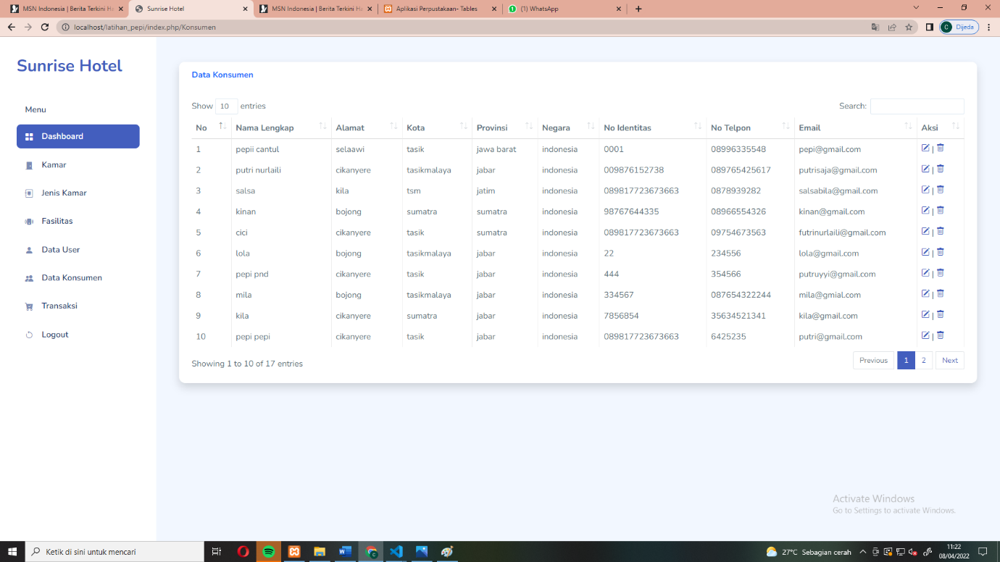 MSN Indonesia | Berita Terkini Ha
Sunrise Hotel
MSN Indonesia | Berita Terkini Ha
Aplikasi Perpustakaan- Tables
(1) WhatsApp
localhost/latihan_pepi/index.php/Konsumen
C Dijeda
Sunrise Hotel
Menu
Dashboard
Kamar
Jenis Kamar
Fasilitas
Data User
Data Konsumen
Transaksi
Logout
Data Konsumen
Show 10 entries Search:
No Nama Lengkap Alamat Kota Provinsi Negara No Identitas No Telpon Email Aksi
1 pepii cantul selaawi tasik jawa barat indonesia 0001 08996335548 pepi@gmail.com |
2 putri nurlaili cikanyere tasikmalaya jabar indonesia 009876152738 089765425617 putrisaja@gmail.com |
3 salsa kila tsm jatim indonesia 089817723673663 0878939282 salsabila@gmail.com |
4 kinan bojong sumatra sumatra indonesia 98767644335 08966554326 kinan@gmail.com |
5 cici cikanyere tasik sumatra indonesia 089817723673663 09754673563 futrinurlaili@gmail.com |
6 lola bojong tasikmalaya jabar indonesia 22 234556 lola@gmail.com |
7 pepi pnd cikanyere tasik jabar indonesia 444 354566 putruyyi@gmail.com |
8 mila bojong tasikmalaya jabar indonesia 334567 087654322244 mila@gmial.com |
9 kila cikanyere sumatra jabar indonesia 7856854 35634521341 kila@gmail.com |
10 pepi pepi cikanyere tasik jabar indonesia 089817723673663 6425235 putri@gmail.com |
Showing 1 to 10 of 17 entries
Previous 1 2 Next
Activate Windows
Go to Settings to activate Windows.
Ketik di sini untuk mencari
27°C Sebagian cerah
11:22
08/04/2022